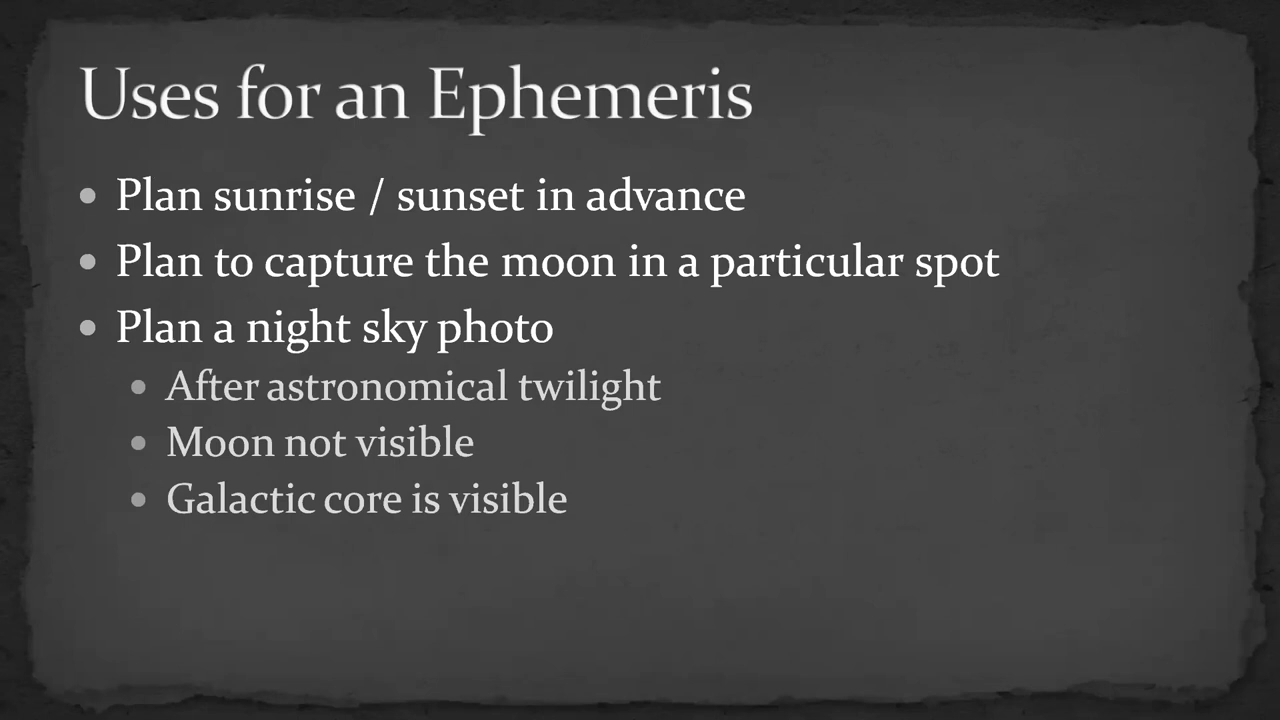 Uses for an Ephemeris
• Plan sunrise / sunset in advance
• Plan to capture the moon in a particular spot
• Plan a night sky photo
• After astronomical twilight
• Moon not visible
• Galactic core is visible